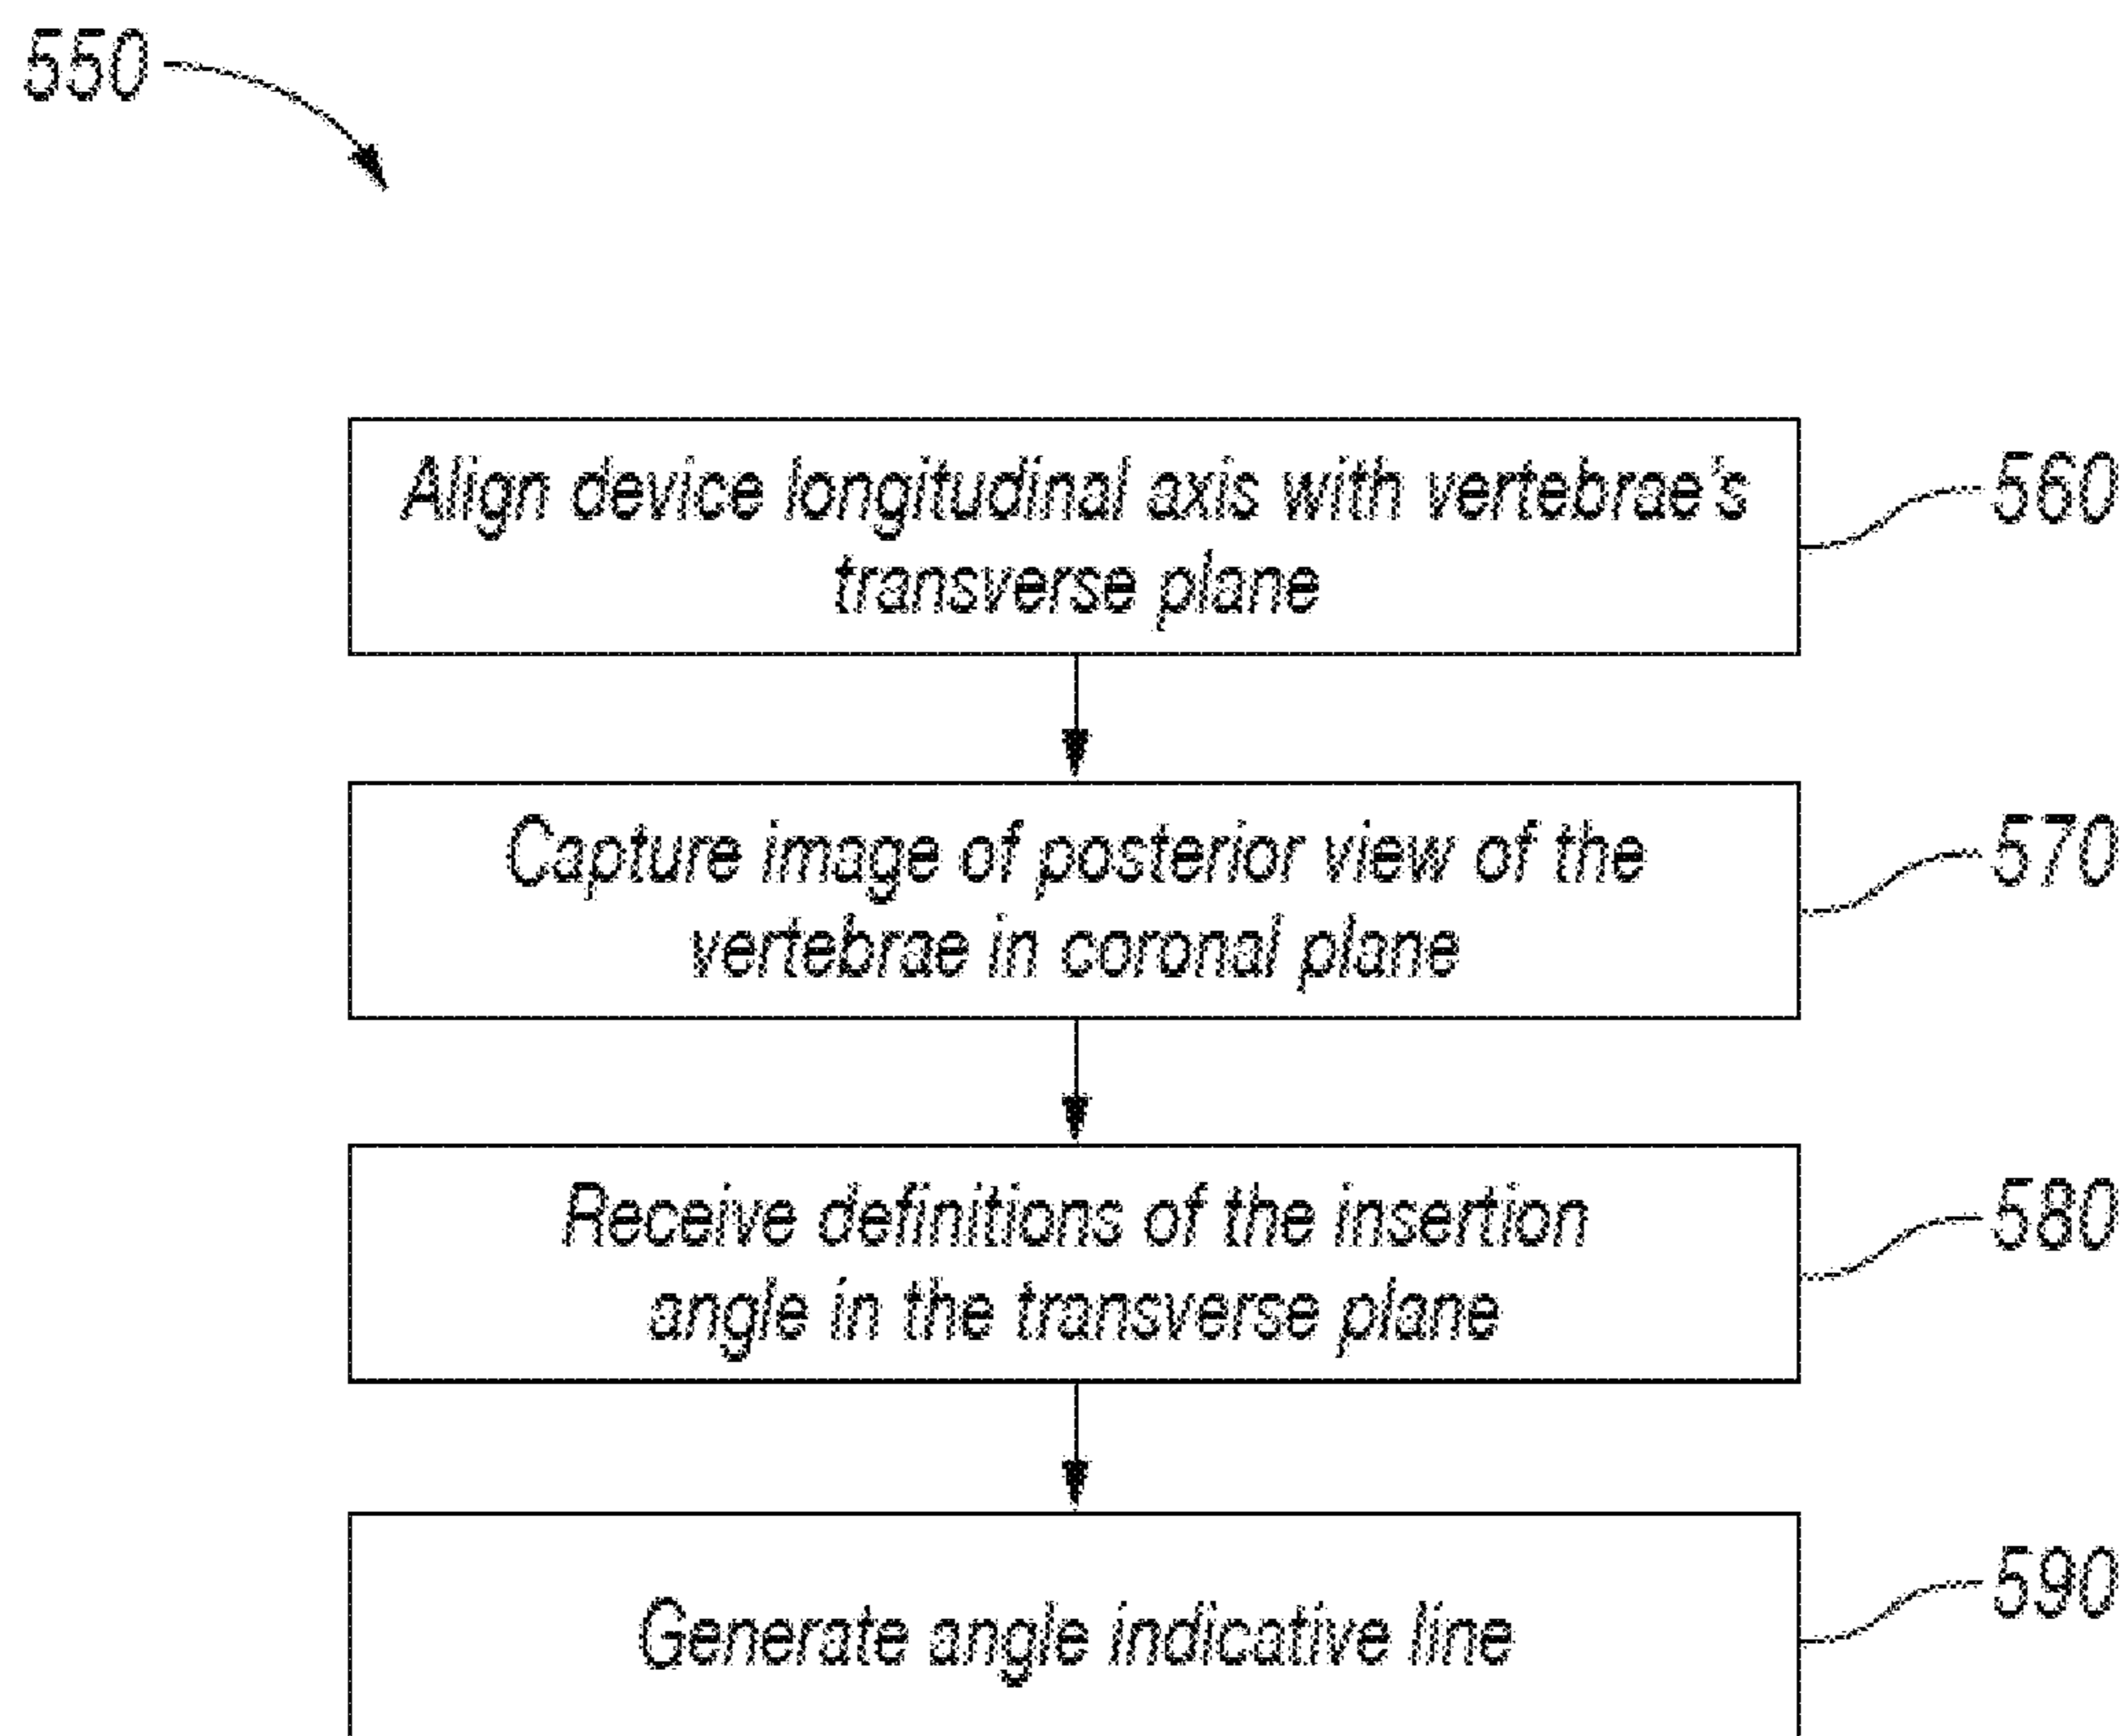 550
Align device longitudinal axis with vertebrae's
transverse plane
560
Capture image of posterior view of the
vertebrae in coronal plane
570
Receive definitions of the insertion
angle in the transverse plane
580
Generate angle indicative line
590